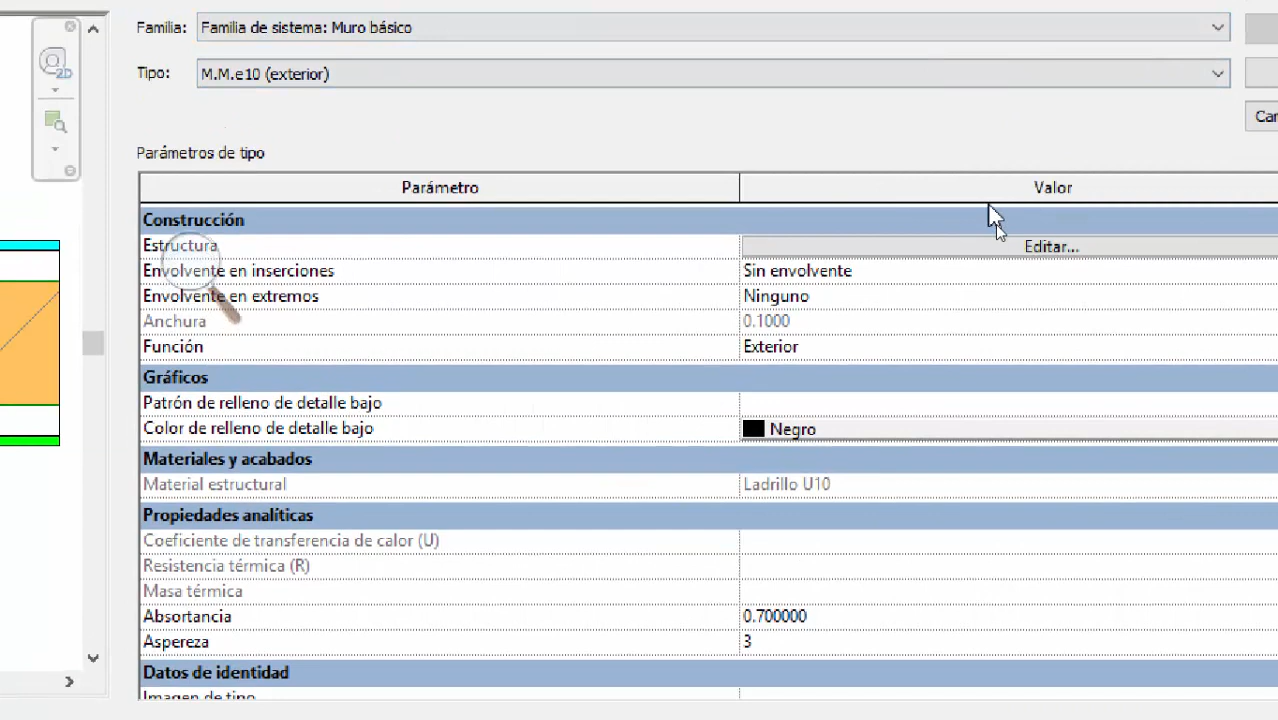 Familia: Familia de sistema: Muro básico
2D
Tipo: M.M.e10 (exterior)
Parámetros de tipo
Parámetro Valor
Construcción
Estructura Editar...
Envolvente en inserciones Sin envolvente
Envolvente en extremos Ninguno
Anchura 0.1000
Función Exterior
Gráficos
Patrón de relleno de detalle bajo
Color de relleno de detalle bajo Negro
Materiales y acabados
Material estructural Ladrillo U10
Propiedades analíticas
Coeficiente de transferencia de calor (U)
Resistencia térmica (R)
Masa térmica
Absortancia 0.700000
Aspereza 3
Datos de identidad
Imagen de tipo